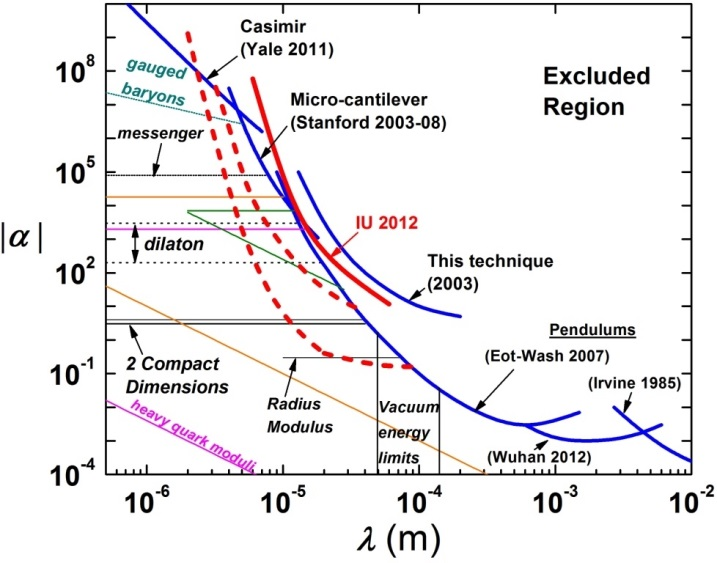 Casimir
(Yale 2011)
Excluded
Region
gauged
baryons
Micro-cantilever
(Stanford 2003-08)
messenger
IU 2012
dilaton
This technique
(2003)
Pendulums
(Eot-Wash 2007)
(Irvine 1985)
2 Compact
Dimensions
Radius
Modulus
Vacuum
energy
limits
(Wuhan 2012)
heavy quark moduli
|α|
10^8
10^5
10^2
10^-1
10^-4
10^-6
10^-5
10^-4
10^-3
10^-2
λ (m)